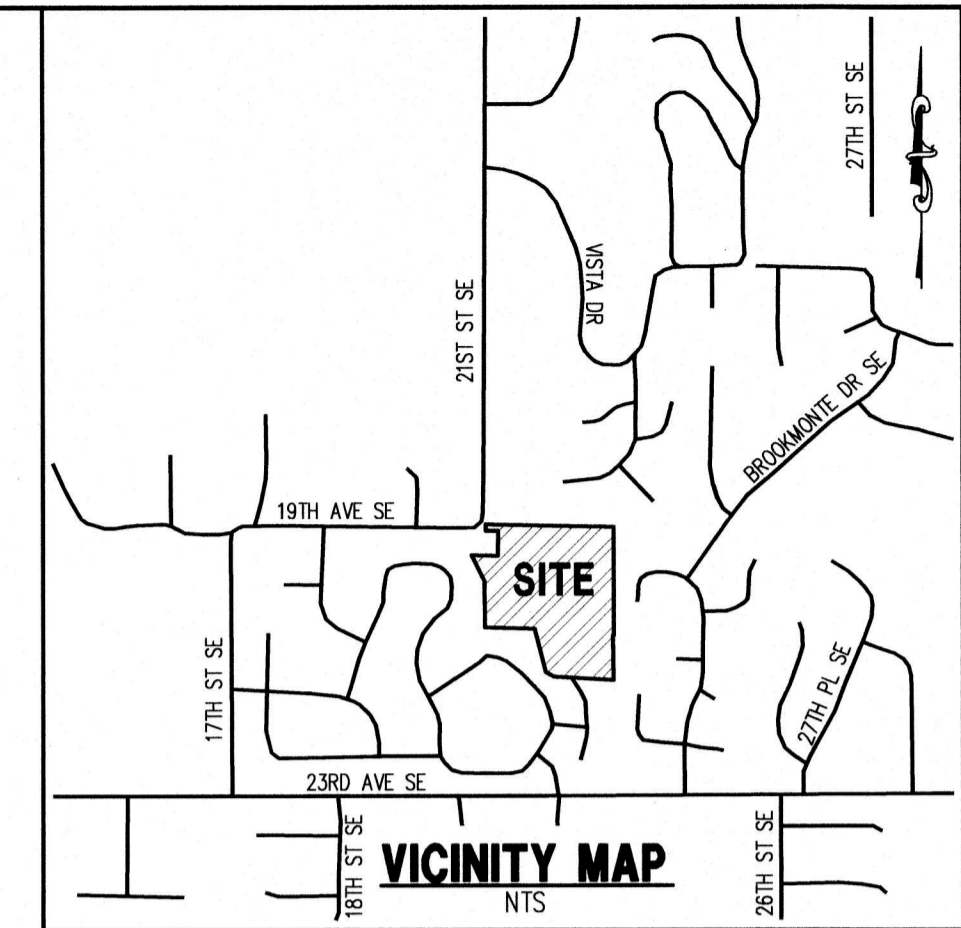 27TH ST SE
VISTA DR
21ST ST SE
BROOKMONTE DR SE
19TH AVE SE
SITE
17TH ST SE
27TH PL SE
23RD AVE SE
18TH ST SE
VICINITY MAP
NTS
26TH ST SE